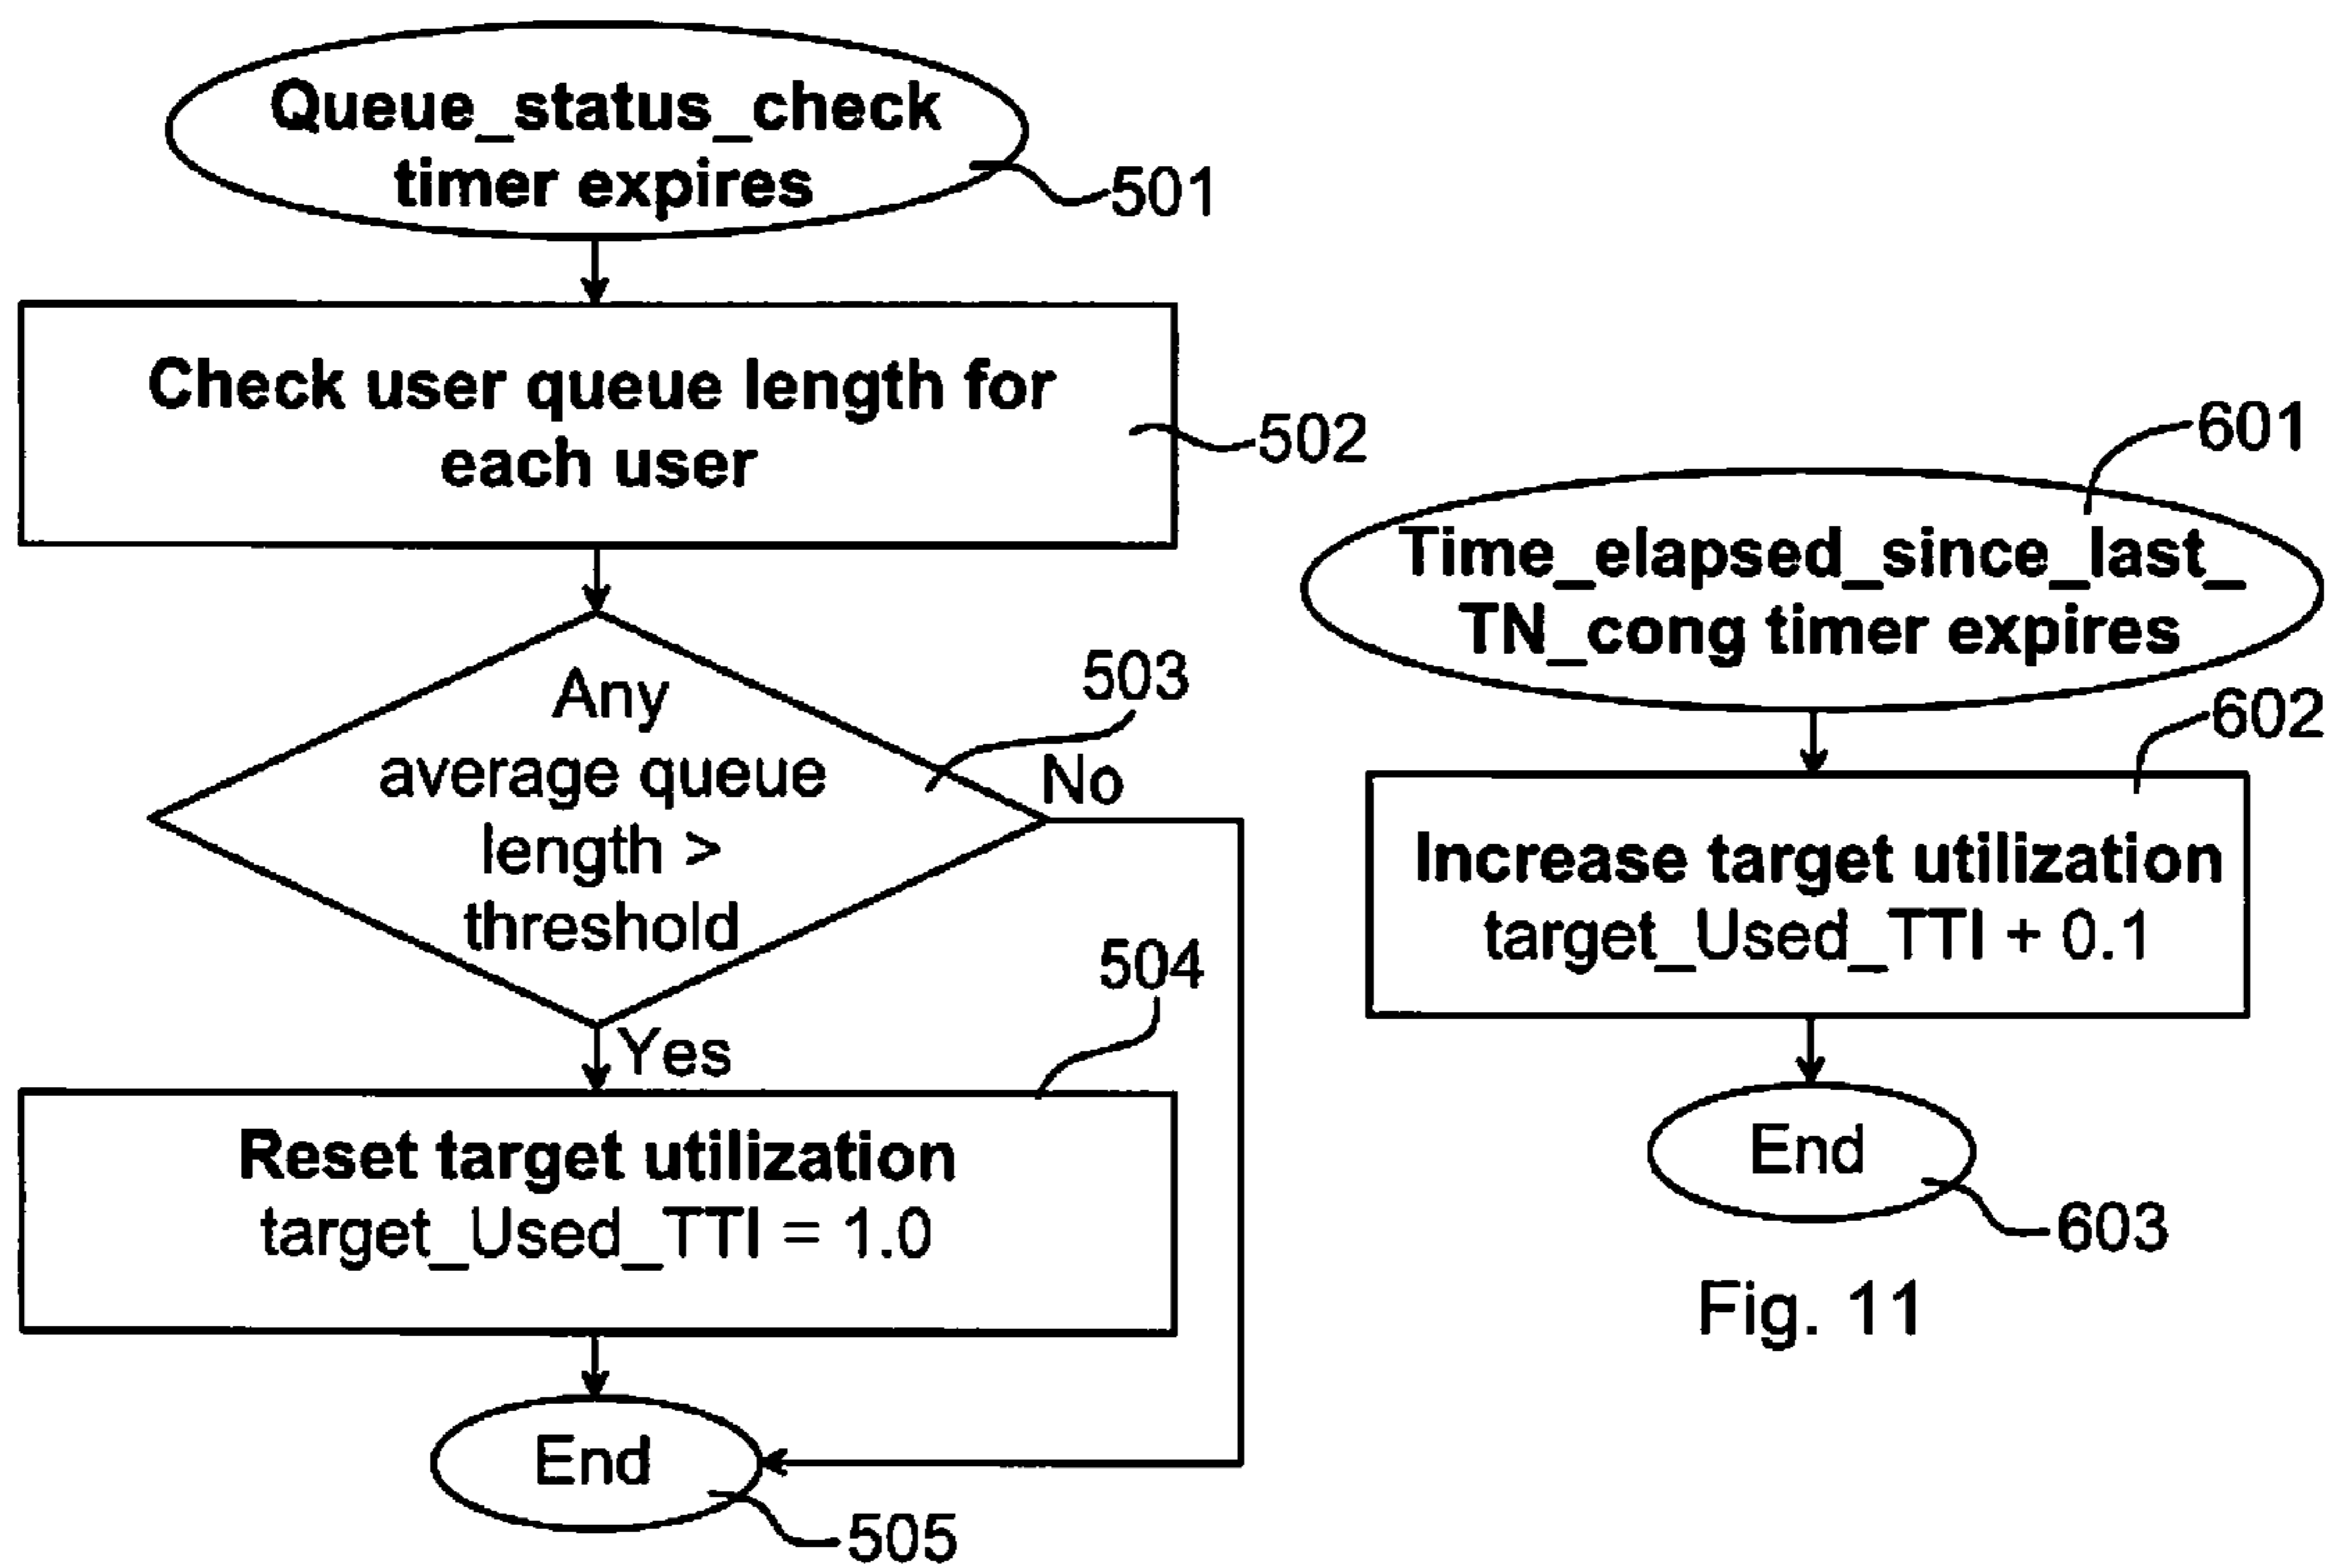 Queue_status_check
timer expires
501
Check user queue length for
each user
502
Any
average queue
length >
threshold
503
No
Yes
504
Reset target utilization
target_Used_TTI = 1.0
End
505
601
Time_elapsed_since_last_
TN_cong timer expires
602
Increase target utilization
target_Used_TTI + 0.1
End
603
Fig. 11